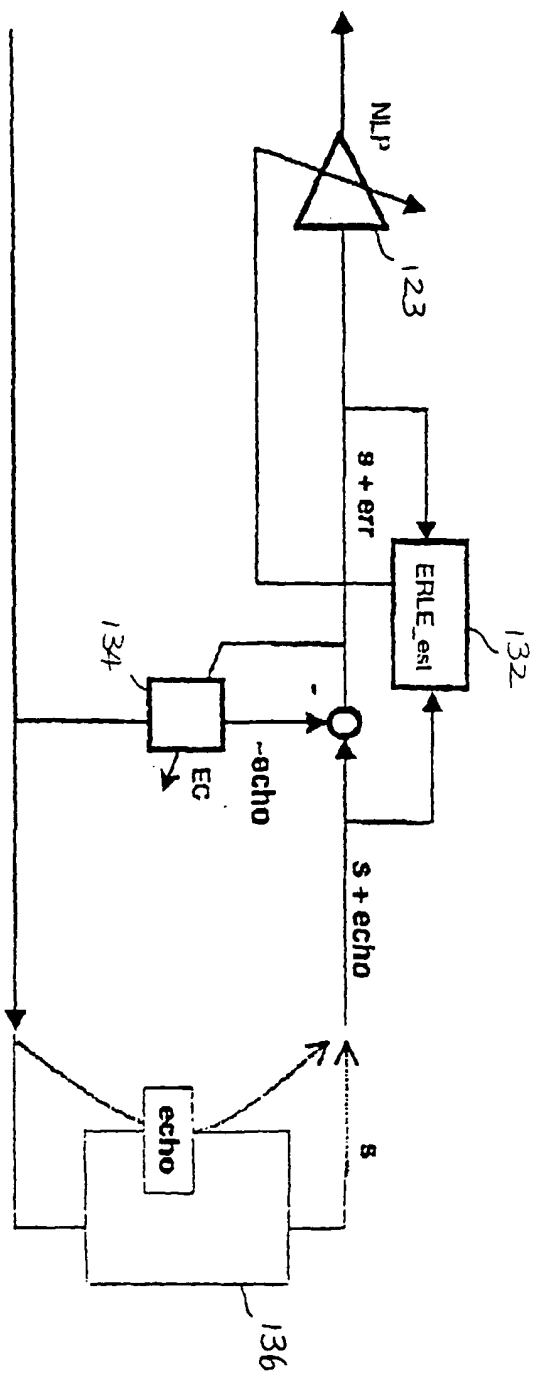 NLP
123
s + err
ERLE_est
132
134
EC
-
~echo
s + echo
s
echo
136